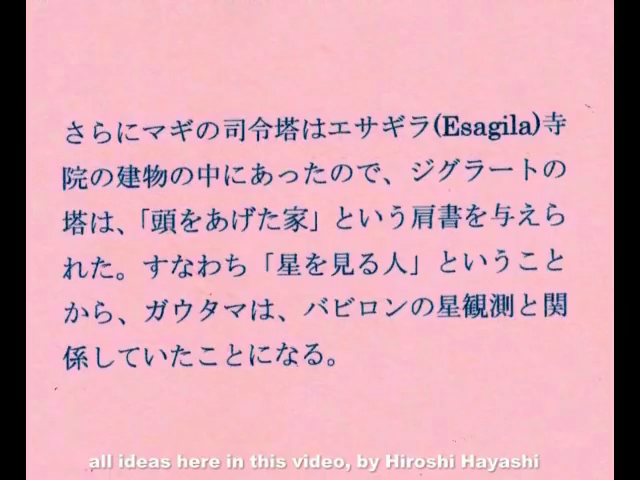 さらにマギの司令塔はエサギラ(Esagila)寺
院の建物の中にあったので、ジグラートの
塔は、「頭をあげた家」という肩書を与えら
れた。すなわち「星を見る人」ということ
から、ガウタマは、バビロンの星観測と関
係していたことになる。
all ideas here in this video, by Hiroshi Hayashi